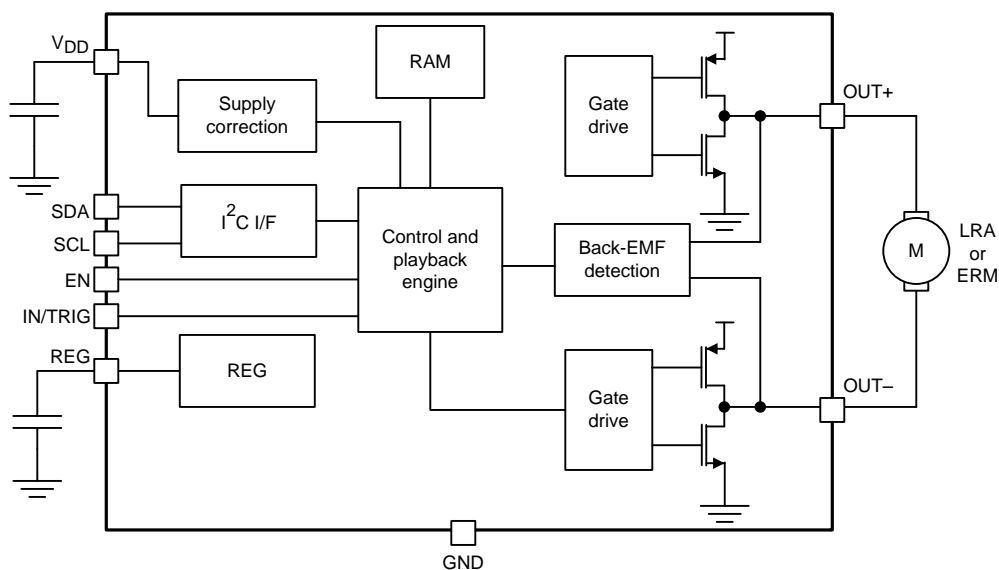 VDD
RAM
Supply
correction
Gate
drive
OUT+
SDA
SCL
I2C I/F
Control and
playback
engine
Back-EMF
detection
M
LRA
or
ERM
EN
IN/TRIG
REG
REG
Gate
drive
OUT–
GND